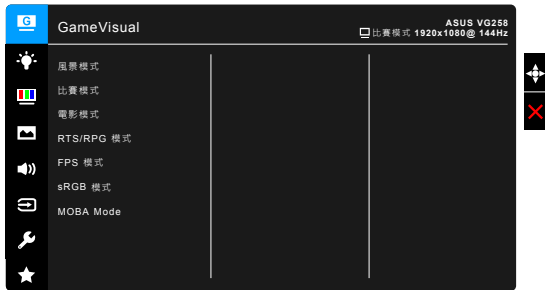 G
GameVisual
ASUS VG258
比賽模式 1920x1080@ 144Hz
風景模式
比賽模式
電影模式
RTS/RPG 模式
FPS 模式
sRGB 模式
MOBA Mode